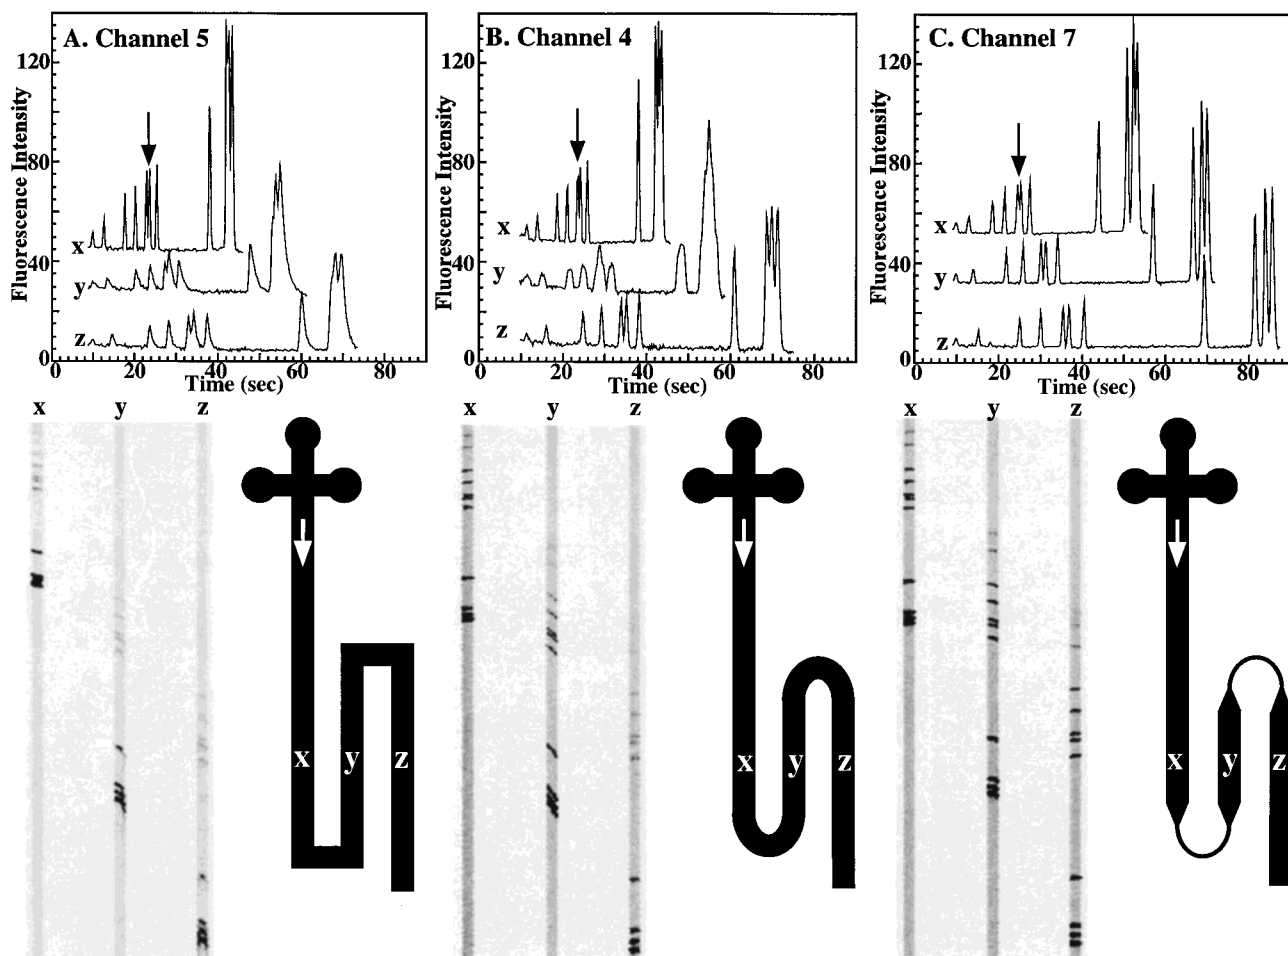 A. Channel 5
B. Channel 4
C. Channel 7
Fluorescence Intensity
120
80
40
0
x
y
z
0 20 40 60 80
Time (sec)
Fluorescence Intensity
120
80
40
0
x
y
z
0 20 40 60 80
Time (sec)
Fluorescence Intensity
120
80
40
0
x
y
z
0 20 40 60 80
Time (sec)
x y z
x y z
x y z
x y z
x y z
x y z